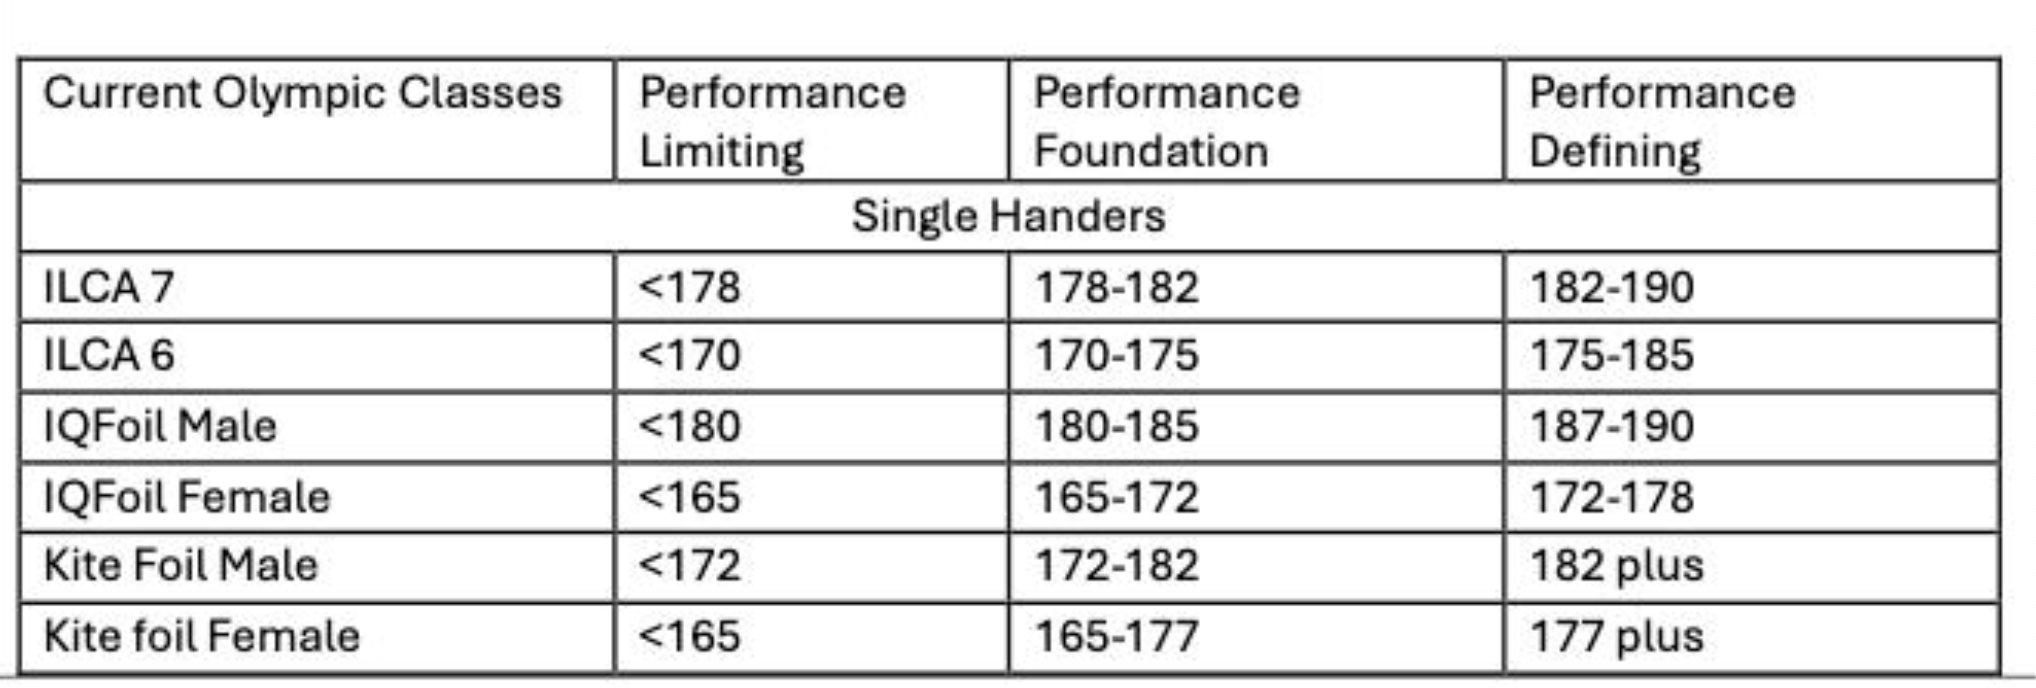 Current Olympic Classes Performance Limiting Performance Foundation Performance Defining
Single Handers
ILCA 7 <178 178-182 182-190
ILCA 6 <170 170-175 175-185
IQFoil Male <180 180-185 187-190
IQFoil Female <165 165-172 172-178
Kite Foil Male <172 172-182 182 plus
Kite foil Female <165 165-177 177 plus